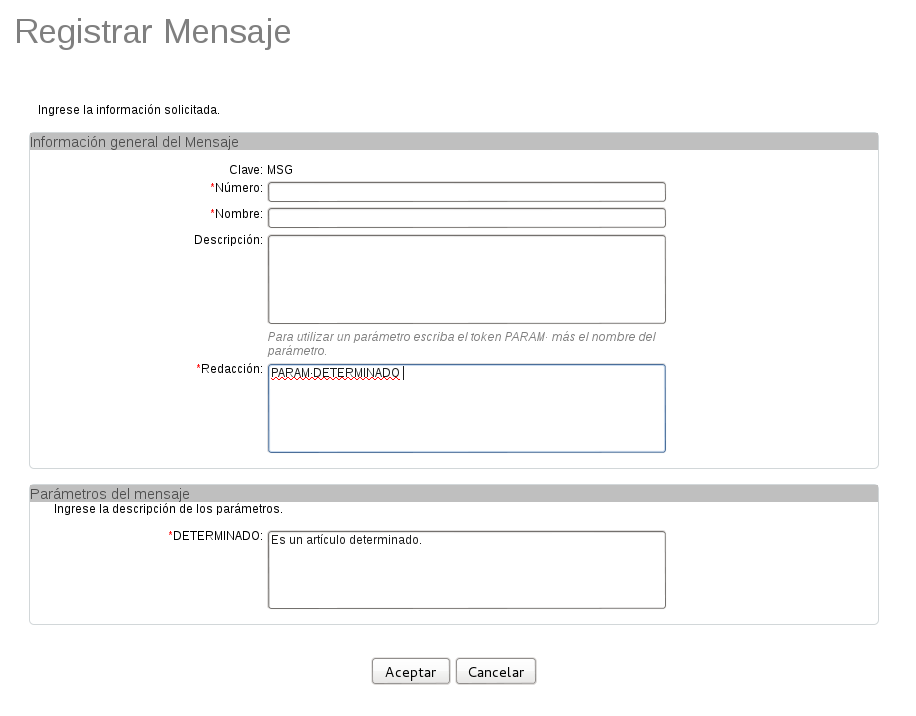 Registrar Mensaje
Ingrese la información solicitada.
Información general del Mensaje
Clave: MSG
*Número:
*Nombre:
Descripción:
Para utilizar un parámetro escriba el token PARAM· más el nombre del
parámetro.
*Redacción: PARAM·DETERMINADO
Parámetros del mensaje
Ingrese la descripción de los parámetros.
*DETERMINADO: Es un artículo determinado.
Aceptar Cancelar